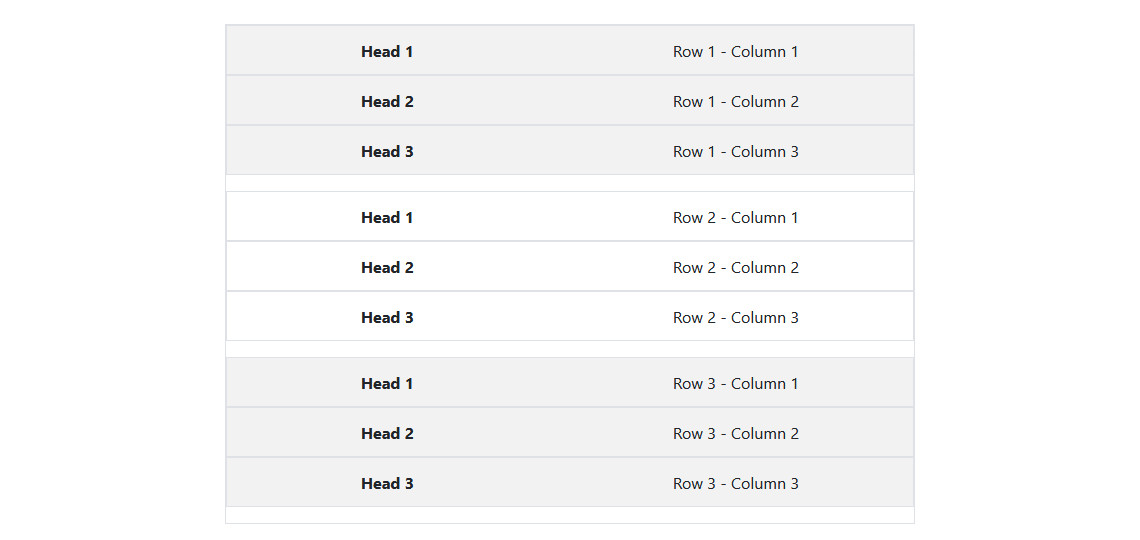 Head 1 Row 1 - Column 1
Head 2 Row 1 - Column 2
Head 3 Row 1 - Column 3
Head 1 Row 2 - Column 1
Head 2 Row 2 - Column 2
Head 3 Row 2 - Column 3
Head 1 Row 3 - Column 1
Head 2 Row 3 - Column 2
Head 3 Row 3 - Column 3